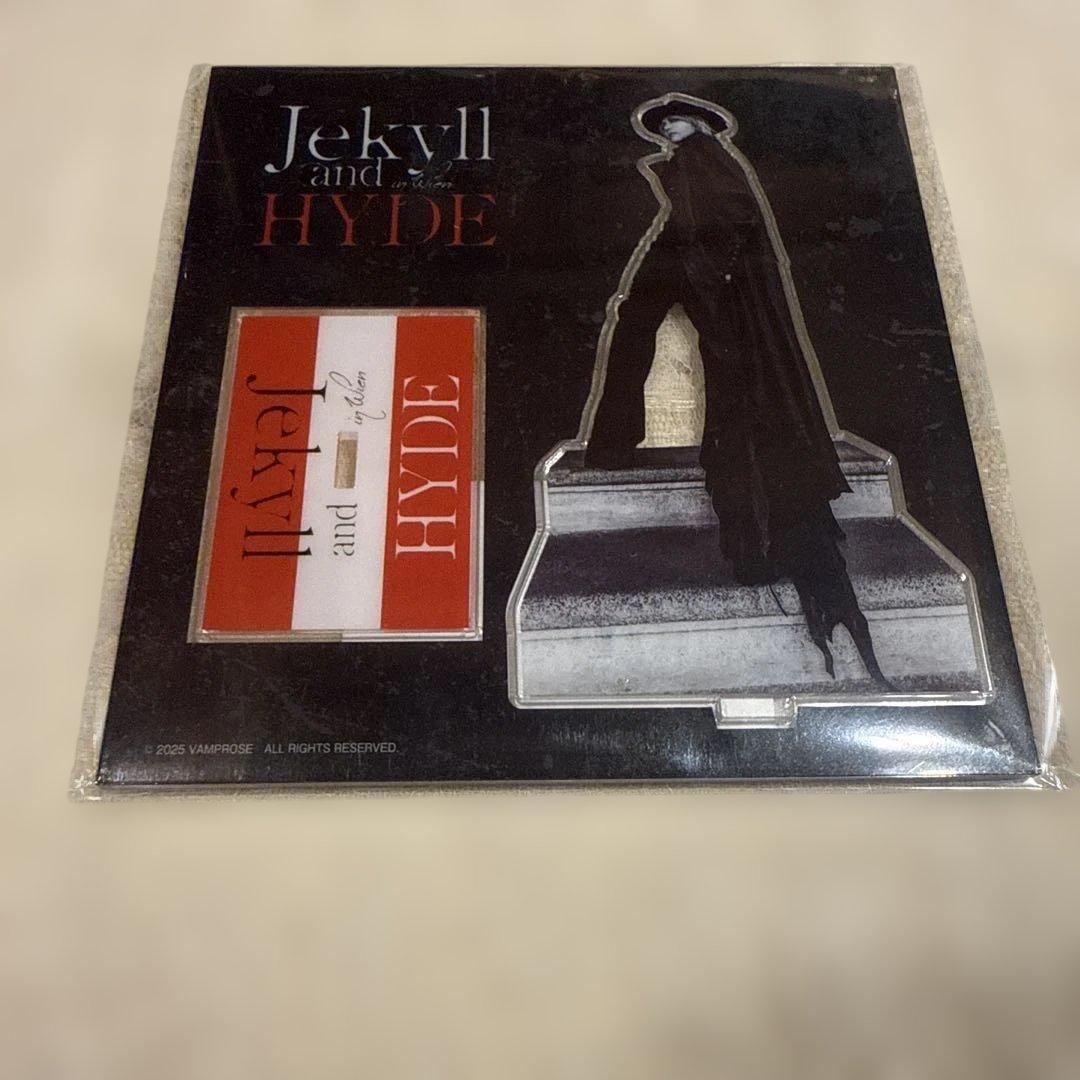 Jekyll
and in Wien
HYDE
Jekyll
and in Wien
HYDE
© 2025 VAMPROSE ALL RIGHTS RESERVED.